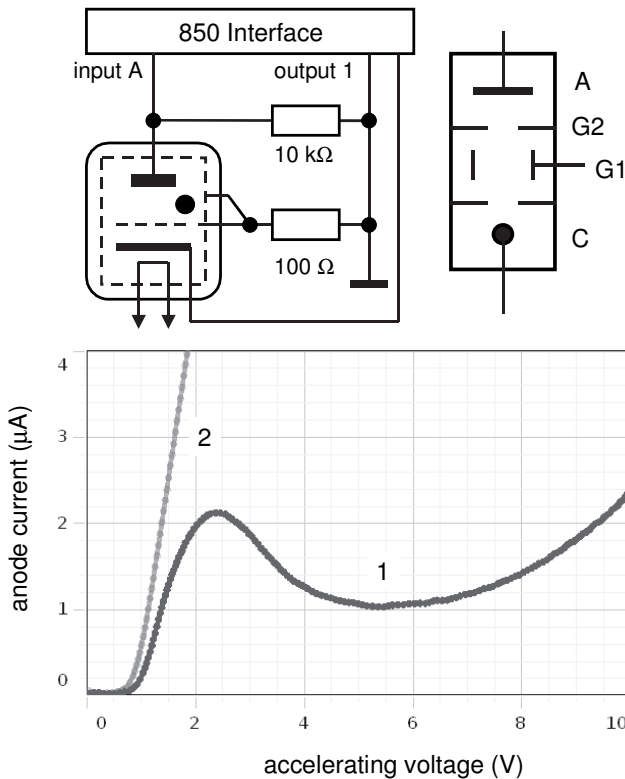 850 Interface
input A
output 1
10 kΩ
100 Ω
A
G2
G1
C
4
3
2
1
0
2
1
0
2
4
6
8
10
anode current (μA)
accelerating voltage (V)